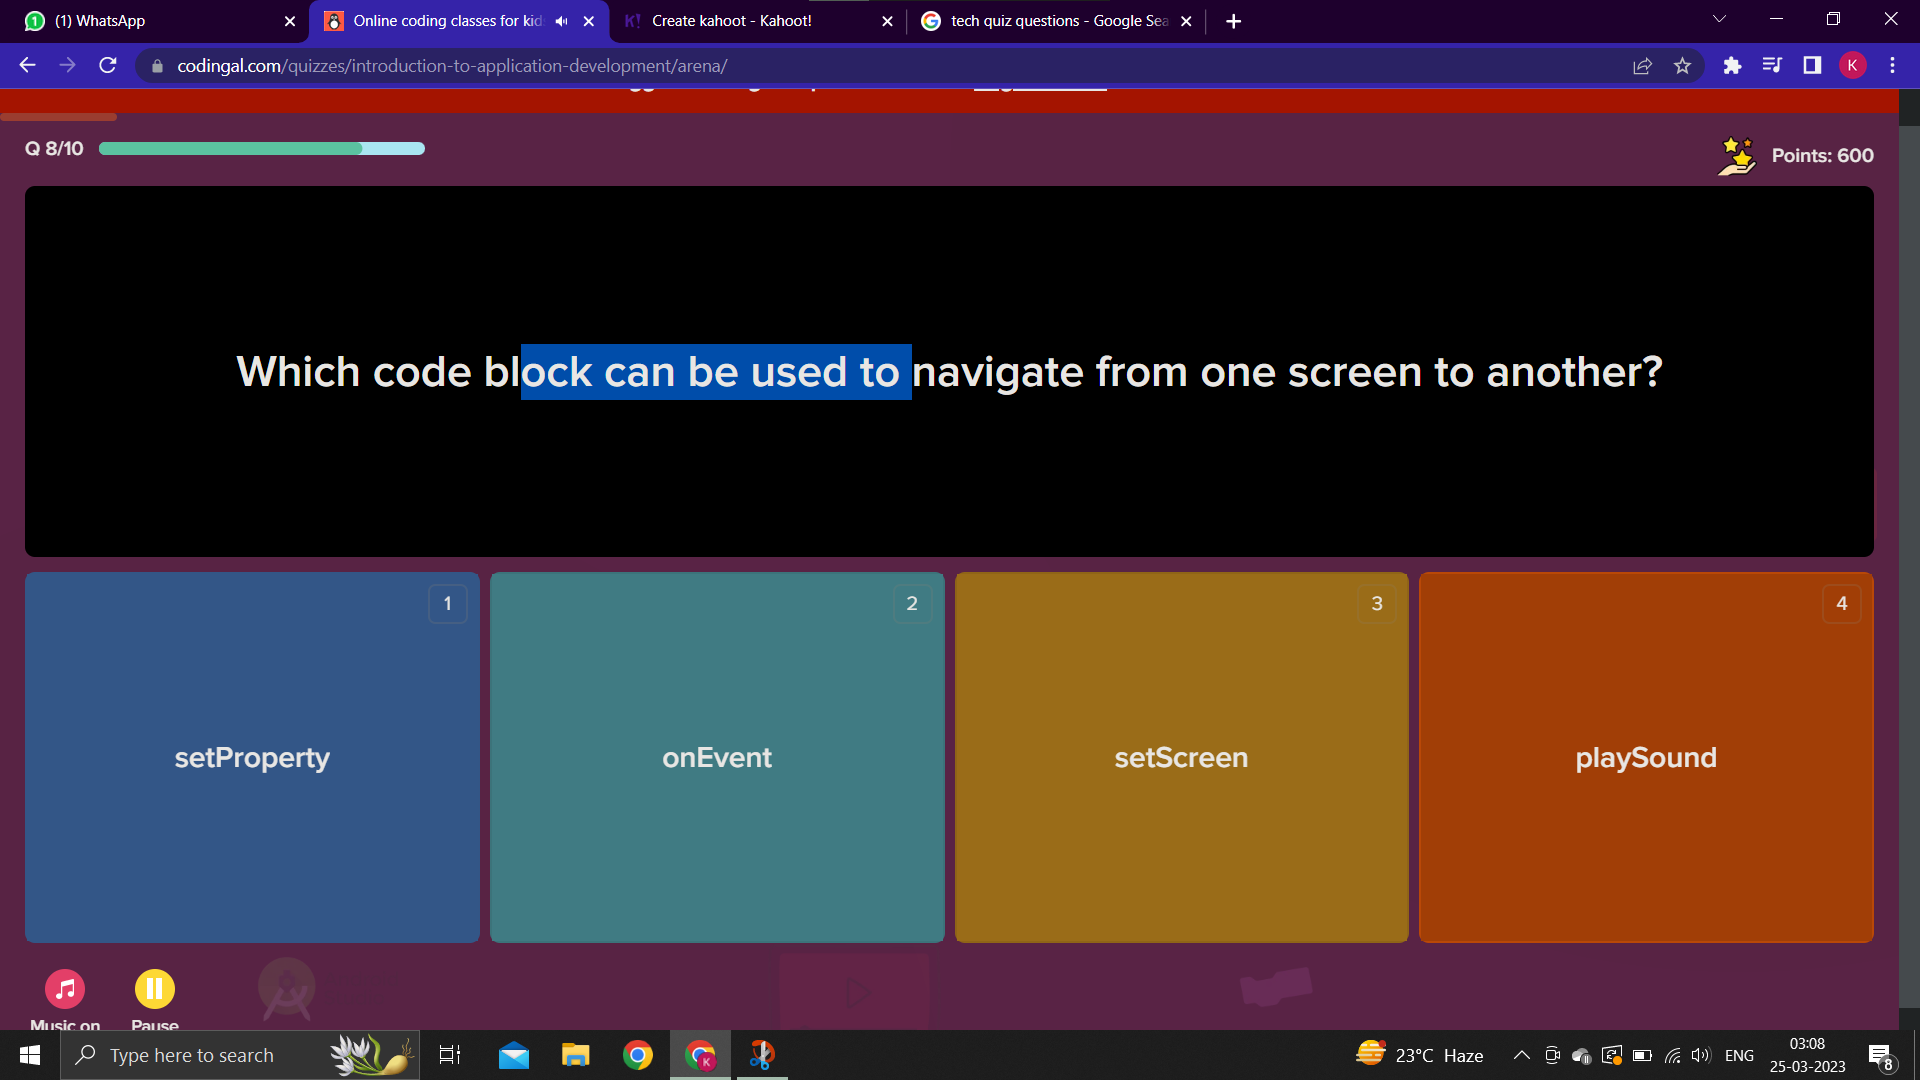 (1) WhatsApp
Online coding classes for kid
Create kahoot - Kahoot!
tech quiz questions - Google Sea
codingal.com/quizzes/introduction-to-application-development/arena/
K
Q 8/10
Points: 600
Which code block can be used to navigate from one screen to another?
1
2
3
4
setProperty
onEvent
setScreen
playSound
Music on
Pause
Type here to search
23°C Haze
ENG
03:08
25-03-2023
8